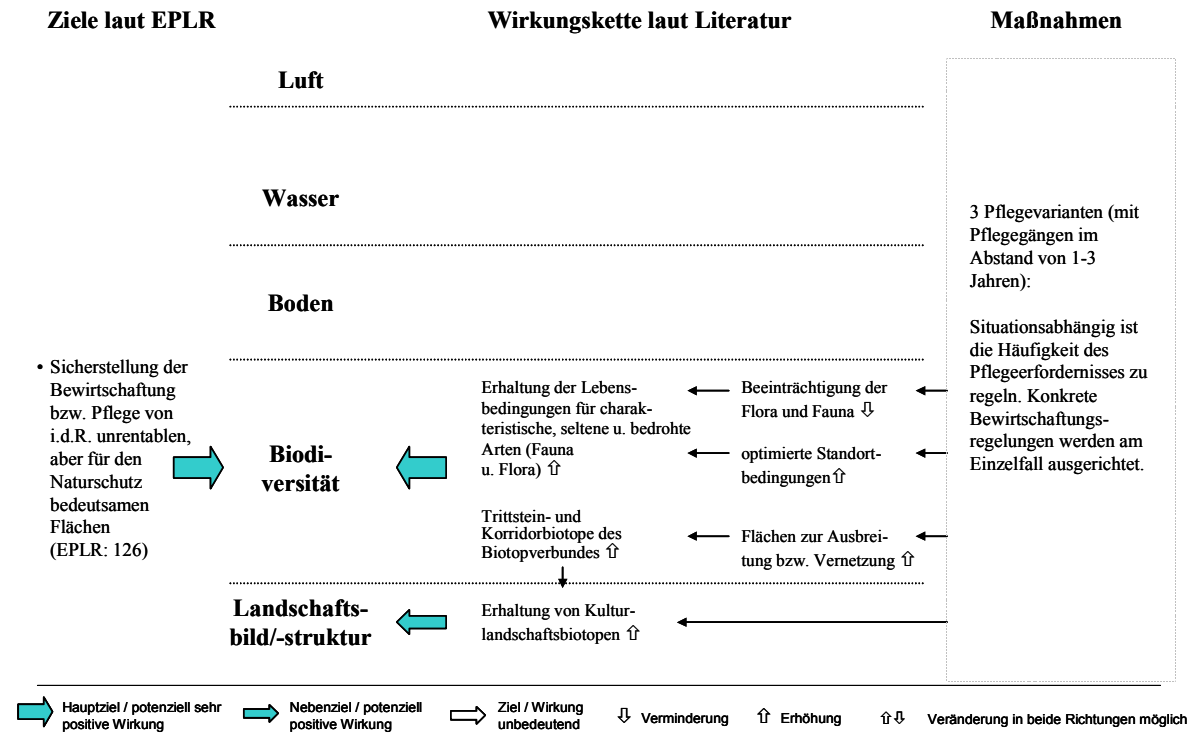 Ziele laut EPLR
Wirkungskette laut Literatur
Maßnahmen
Luft
Wasser
Boden
• Sicherstellung der
Bewirtschaftung
bzw. Pflege von
i.d.R. unrentablen,
aber für den
Naturschutz
bedeutsamen
Flächen
(EPLR: 126)
Biodi-
versität
Erhaltung der Lebens-
bedingungen für charak-
teristische, seltene u. bedrohte
Arten (Fauna
u. Flora) ⇧
Beeinträchtigung der
Flora und Fauna ⇩
optimierte Standort-
bedingungen ⇧
Trittstein- und
Korridorbiotope des
Biotopverbundes ⇧
Flächen zur Ausbrei-
tung bzw. Vernetzung ⇧
Landschafts-
bild/-struktur
Erhaltung von Kultur-
landschaftsbiotopen ⇧
3 Pflegevarianten (mit
Pflegegängen im
Abstand von 1-3
Jahren):
Situationsabhängig ist
die Häufigkeit des
Pflegeerfordernisses zu
regeln. Konkrete
Bewirtschaftungs-
regelungen werden am
Einzelfall ausgerichtet.
Hauptziel / potenziell sehr
positive Wirkung
Nebenziel / potenziell
positive Wirkung
Ziel / Wirkung
unbedeutend
⇩ Verminderung
⇧ Erhöhung
⇧⇩ Veränderung in beide Richtungen möglich